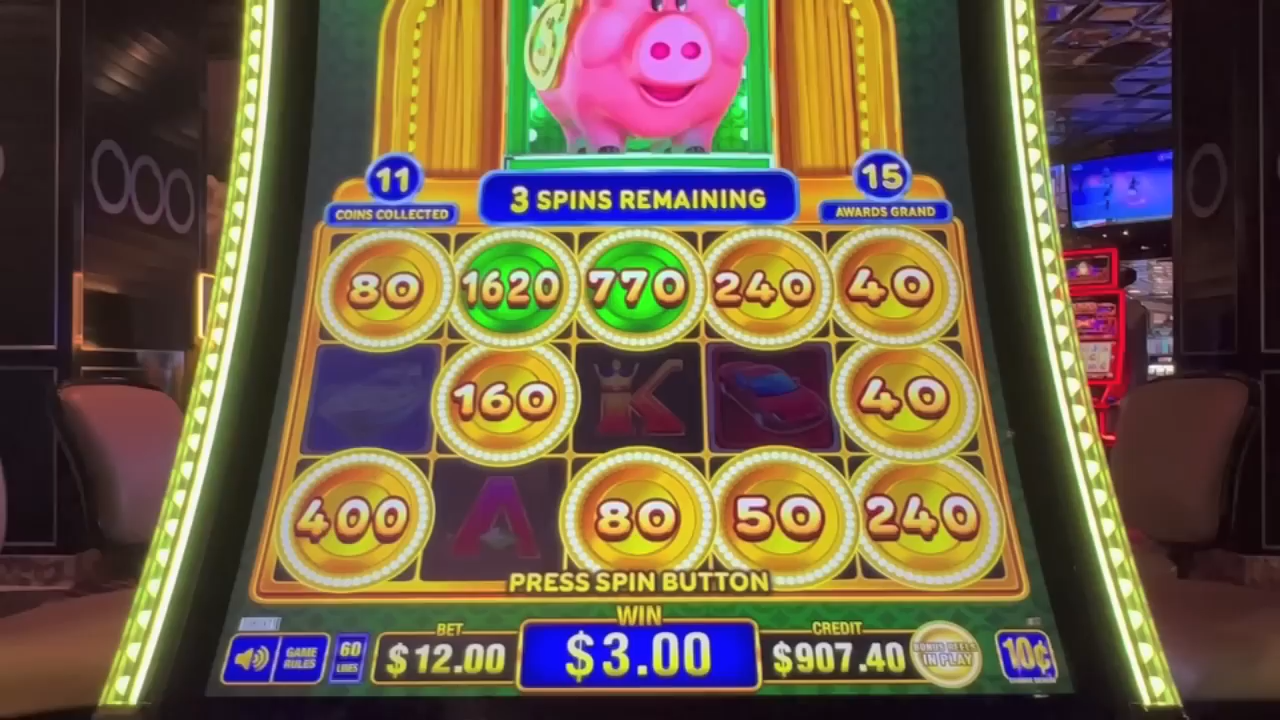 $
11
15
3 SPINS REMAINING
COINS COLLECTED
AWARDS GRAND
80 1620 770 240 40
160 K 40
400 A 80 50 240
PRESS SPIN BUTTON
BET WIN CREDIT
GAME RULES
60 LINES
$12.00 $3.00 $907.40
BONUS REELS IN PLAY
10¢